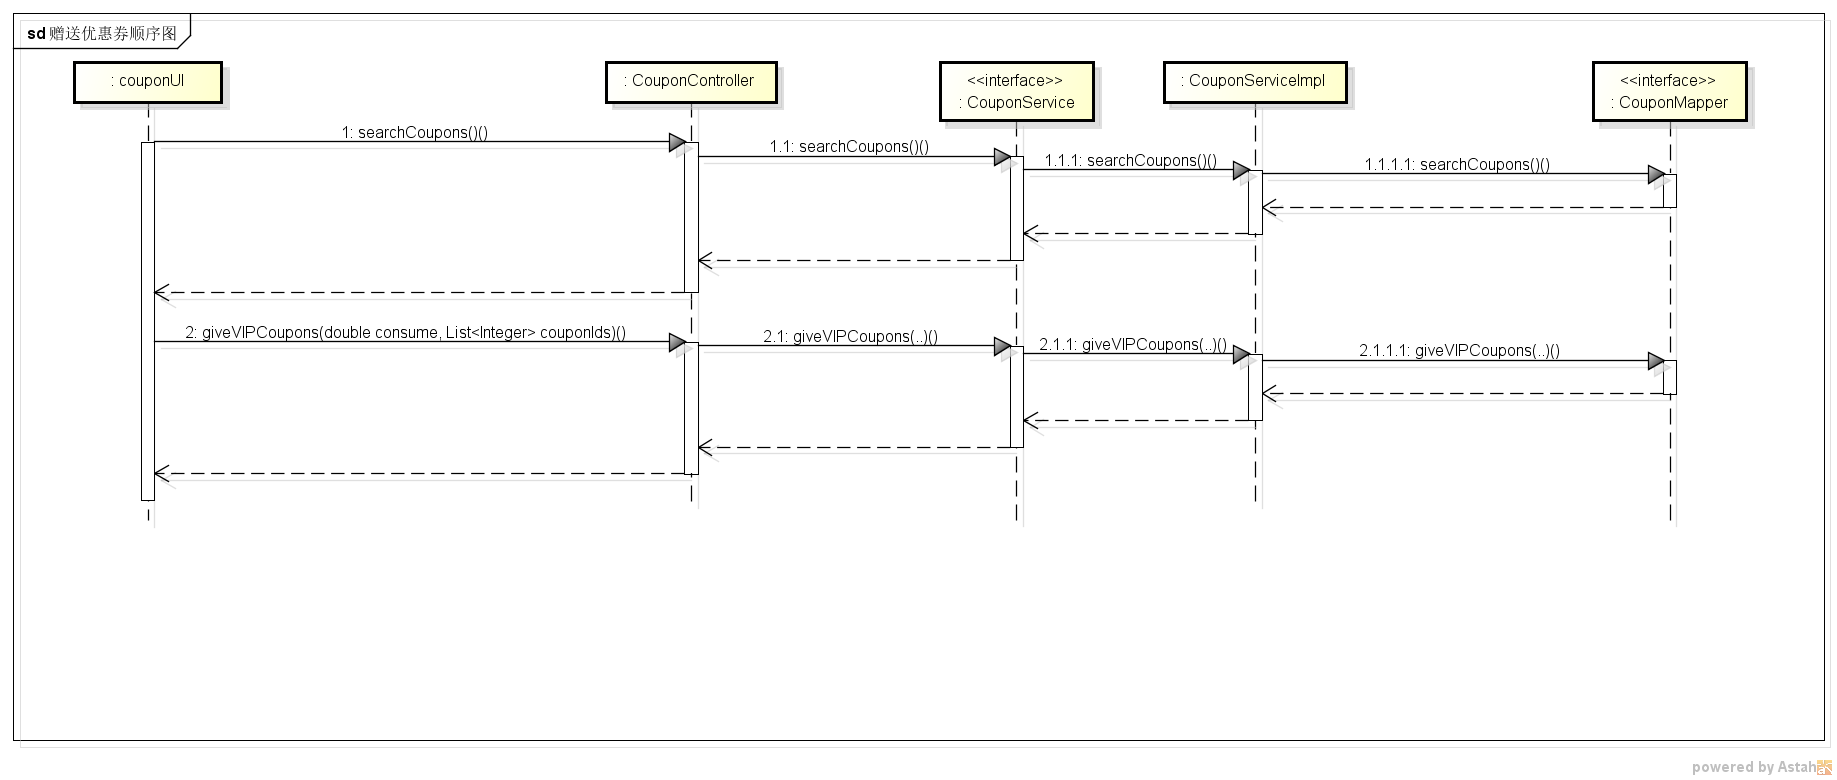 sd 赠送优惠券顺序图
: couponUI
: CouponController
<<interface>>
: CouponService
: CouponServiceImpl
<<interface>>
: CouponMapper
1: searchCoupons()()
1.1: searchCoupons()()
1.1.1: searchCoupons()()
1.1.1.1: searchCoupons()()
2: giveVIPCoupons(double consume, List<Integer> couponIds)()
2.1: giveVIPCoupons(..)()
2.1.1: giveVIPCoupons(..)()
2.1.1.1: giveVIPCoupons(..)()
powered by Astah